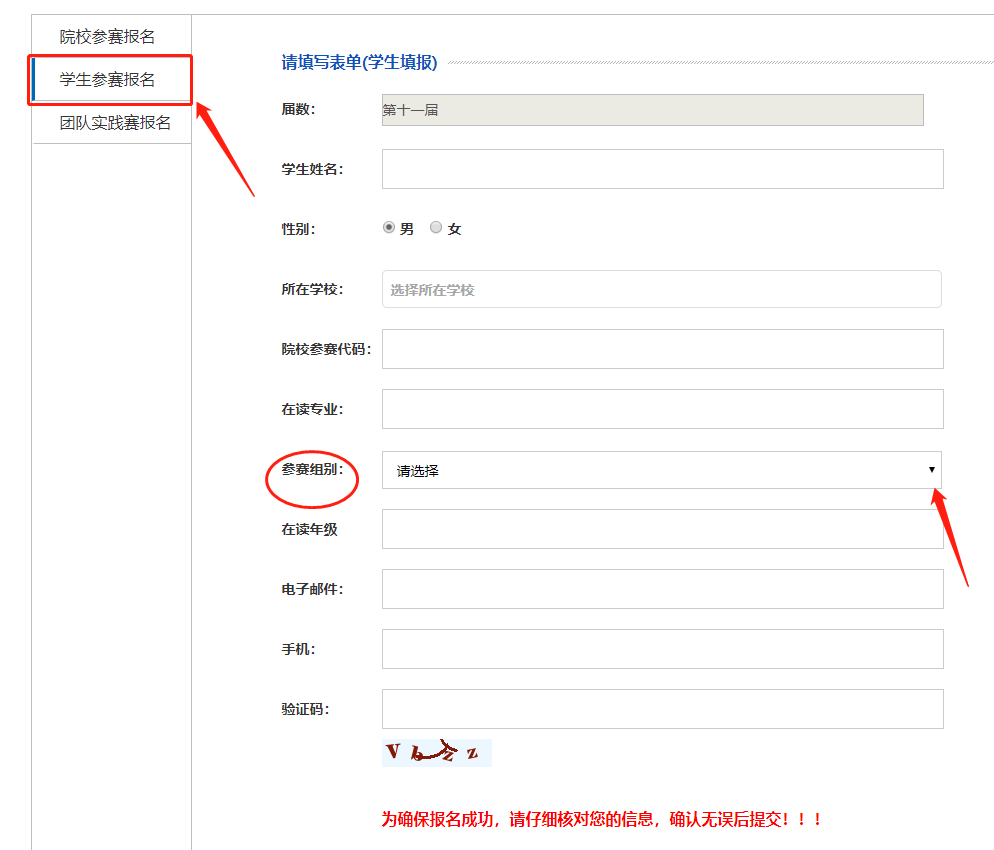 院校参赛报名
学生参赛报名
团队实践赛报名
请填写表单(学生填报)
届数：
第十一届
学生姓名：
性别：
男 女
所在学校：
选择所在学校
院校参赛代码：
在读专业：
参赛组别：
请选择
在读年级
电子邮件：
手机：
验证码：
V b z z
为确保报名成功，请仔细核对您的信息，确认无误后提交！！！